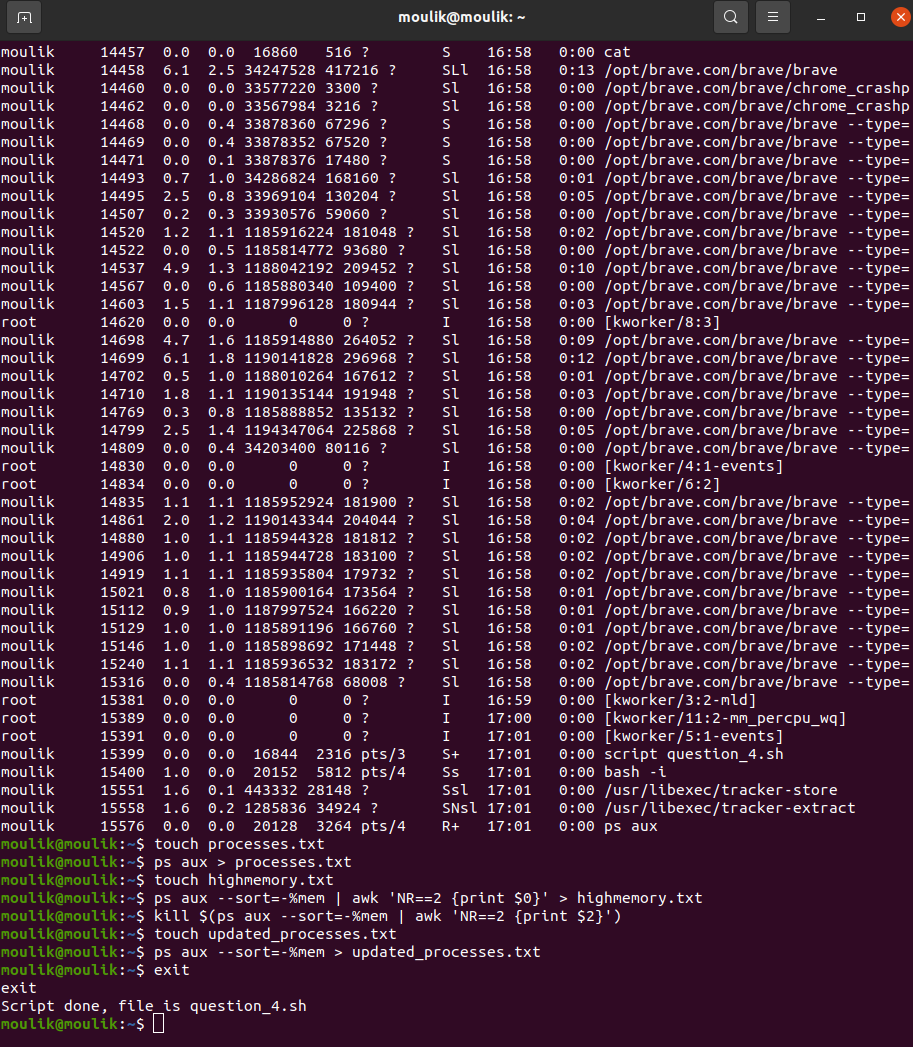 moulik@moulik: ~
moulik 14457 0.0 0.0 16860 516 ? S 16:58 0:00 cat
moulik 14458 6.1 2.5 34247528 417216 ? SLl 16:58 0:13 /opt/brave.com/brave/brave
moulik 14460 0.0 0.0 33577220 3300 ? Sl 16:58 0:00 /opt/brave.com/brave/chrome_crashp
moulik 14462 0.0 0.0 33567984 3216 ? Sl 16:58 0:00 /opt/brave.com/brave/chrome_crashp
moulik 14468 0.0 0.4 33878360 67296 ? S 16:58 0:00 /opt/brave.com/brave/brave --type=
moulik 14469 0.0 0.4 33878352 67520 ? S 16:58 0:00 /opt/brave.com/brave/brave --type=
moulik 14471 0.0 0.1 33878376 17480 ? S 16:58 0:00 /opt/brave.com/brave/brave --type=
moulik 14493 0.7 1.0 34286824 168160 ? Sl 16:58 0:01 /opt/brave.com/brave/brave --type=
moulik 14495 2.5 0.8 33969104 130204 ? Sl 16:58 0:05 /opt/brave.com/brave/brave --type=
moulik 14507 0.2 0.3 33930576 59060 ? Sl 16:58 0:00 /opt/brave.com/brave/brave --type=
moulik 14520 1.2 1.1 1185916224 181048 ? Sl 16:58 0:02 /opt/brave.com/brave/brave --type=
moulik 14522 0.0 0.5 1185814772 93680 ? Sl 16:58 0:00 /opt/brave.com/brave/brave --type=
moulik 14537 4.9 1.3 1188042192 209452 ? Sl 16:58 0:10 /opt/brave.com/brave/brave --type=
moulik 14567 0.0 0.6 1185880340 109400 ? Sl 16:58 0:00 /opt/brave.com/brave/brave --type=
moulik 14603 1.5 1.1 1187996128 180944 ? Sl 16:58 0:03 /opt/brave.com/brave/brave --type=
root 14620 0.0 0.0 0 0 ? I 16:58 0:00 [kworker/8:3]
moulik 14698 4.7 1.6 1185914880 264052 ? Sl 16:58 0:09 /opt/brave.com/brave/brave --type=
moulik 14699 6.1 1.8 1190141828 296968 ? Sl 16:58 0:12 /opt/brave.com/brave/brave --type=
moulik 14702 0.5 1.0 1188010264 167612 ? Sl 16:58 0:01 /opt/brave.com/brave/brave --type=
moulik 14710 1.8 1.1 1190135144 191948 ? Sl 16:58 0:03 /opt/brave.com/brave/brave --type=
moulik 14769 0.3 0.8 1185888852 135132 ? Sl 16:58 0:00 /opt/brave.com/brave/brave --type=
moulik 14799 2.5 1.4 1194347064 225868 ? Sl 16:58 0:05 /opt/brave.com/brave/brave --type=
moulik 14809 0.0 0.4 34203400 80116 ? Sl 16:58 0:00 /opt/brave.com/brave/brave --type=
root 14830 0.0 0.0 0 0 ? I 16:58 0:00 [kworker/4:1-events]
root 14834 0.0 0.0 0 0 ? I 16:58 0:00 [kworker/6:2]
moulik 14835 1.1 1.1 1185952924 181900 ? Sl 16:58 0:02 /opt/brave.com/brave/brave --type=
moulik 14861 2.0 1.2 1190143344 204044 ? Sl 16:58 0:04 /opt/brave.com/brave/brave --type=
moulik 14880 1.0 1.1 1185944328 181812 ? Sl 16:58 0:02 /opt/brave.com/brave/brave --type=
moulik 14906 1.0 1.1 1185944728 183100 ? Sl 16:58 0:02 /opt/brave.com/brave/brave --type=
moulik 14919 1.1 1.1 1185935804 179732 ? Sl 16:58 0:02 /opt/brave.com/brave/brave --type=
moulik 15021 0.8 1.0 1185900164 173564 ? Sl 16:58 0:01 /opt/brave.com/brave/brave --type=
moulik 15112 0.9 1.0 1187997524 166220 ? Sl 16:58 0:01 /opt/brave.com/brave/brave --type=
moulik 15129 1.0 1.0 1185891196 166760 ? Sl 16:58 0:01 /opt/brave.com/brave/brave --type=
moulik 15146 1.0 1.0 1185898692 171448 ? Sl 16:58 0:02 /opt/brave.com/brave/brave --type=
moulik 15240 1.1 1.1 1185936532 183172 ? Sl 16:58 0:02 /opt/brave.com/brave/brave --type=
moulik 15316 0.0 0.4 1185814768 68008 ? Sl 16:58 0:00 /opt/brave.com/brave/brave --type=
root 15381 0.0 0.0 0 0 ? I 16:59 0:00 [kworker/3:2-mld]
root 15389 0.0 0.0 0 0 ? I 17:00 0:00 [kworker/11:2-mm_percpu_wq]
root 15391 0.0 0.0 0 0 ? I 17:01 0:00 [kworker/5:1-events]
moulik 15399 0.0 0.0 16844 2316 pts/3 S+ 17:01 0:00 script question_4.sh
moulik 15400 1.0 0.0 20152 5812 pts/4 Ss 17:01 0:00 bash -i
moulik 15551 1.6 0.1 443332 28148 ? Ssl 17:01 0:00 /usr/libexec/tracker-store
moulik 15558 1.6 0.2 1285836 34924 ? SNsl 17:01 0:00 /usr/libexec/tracker-extract
moulik 15576 0.0 0.0 20128 3264 pts/4 R+ 17:01 0:00 ps aux
moulik@moulik:~$ touch processes.txt
moulik@moulik:~$ ps aux > processes.txt
moulik@moulik:~$ touch highmemory.txt
moulik@moulik:~$ ps aux --sort=-%mem | awk 'NR==2 {print $0}' > highmemory.txt
moulik@moulik:~$ kill $(ps aux --sort=-%mem | awk 'NR==2 {print $2}')
moulik@moulik:~$ touch updated_processes.txt
moulik@moulik:~$ ps aux --sort=-%mem > updated_processes.txt
moulik@moulik:~$ exit
exit
Script done, file is question_4.sh
moulik@moulik:~$